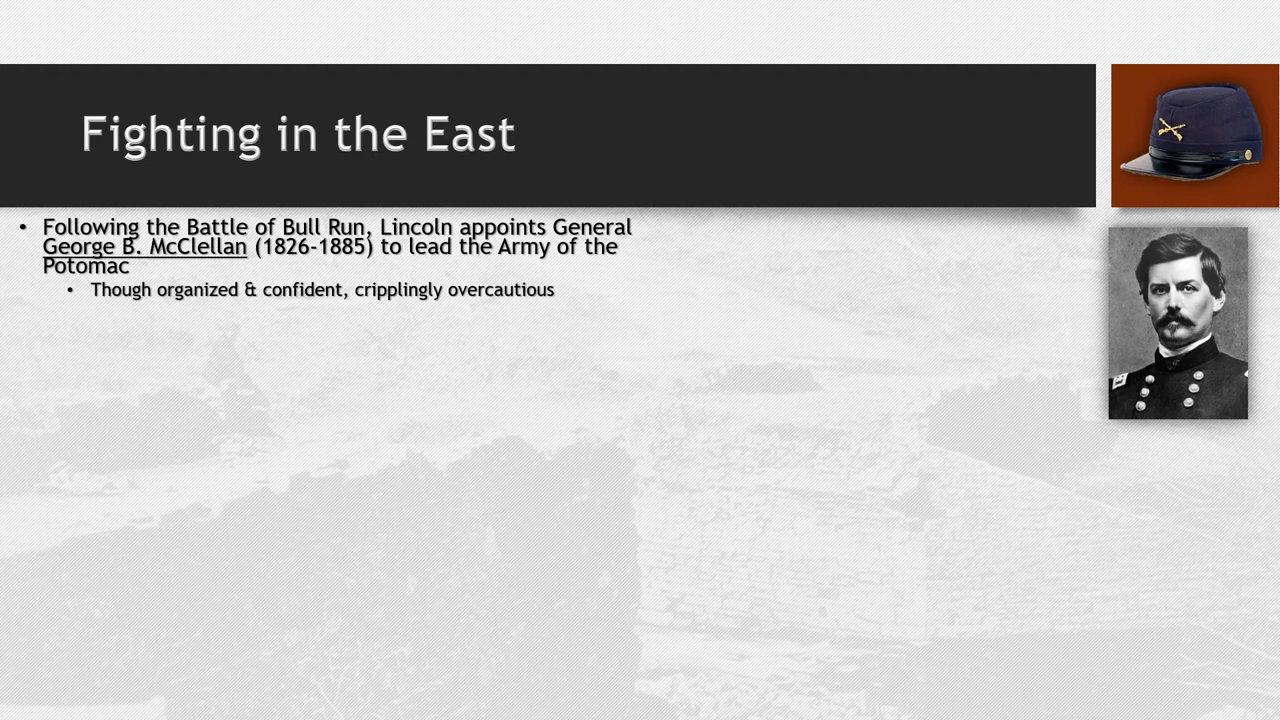 Fighting in the East
• Following the Battle of Bull Run, Lincoln appoints General
George B. McClellan (1826-1885) to lead the Army of the
Potomac
• Though organized & confident, cripplingly overcautious